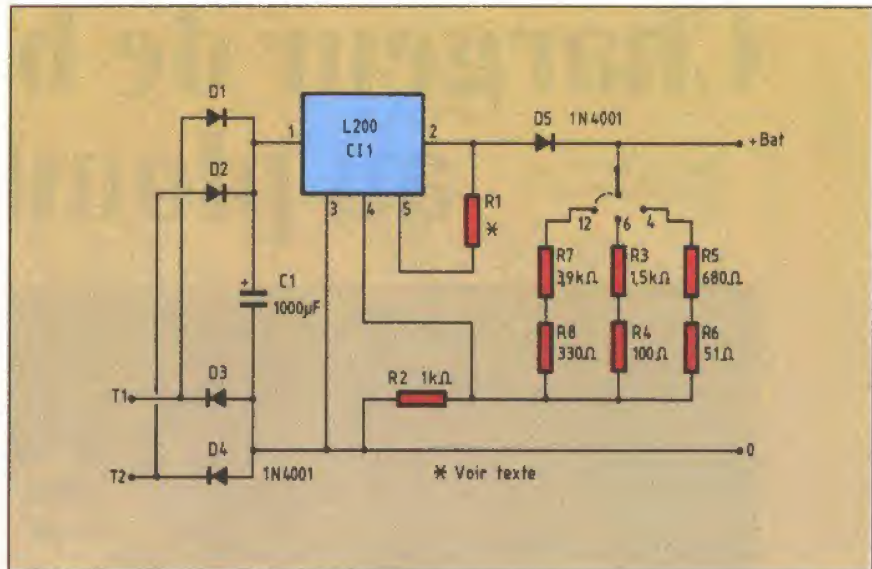 D1
D2
1
L200
CI1
2
3
4
5
D5 1N4001
+Bat
R1
*
12
6
4
+
C1
1000µF
R7
3,9kΩ
R3
1,5kΩ
R5
680Ω
R8
330Ω
R4
100Ω
R6
51Ω
R2 1kΩ
D3
T1
D4
T2
1N4001
* Voir texte
0